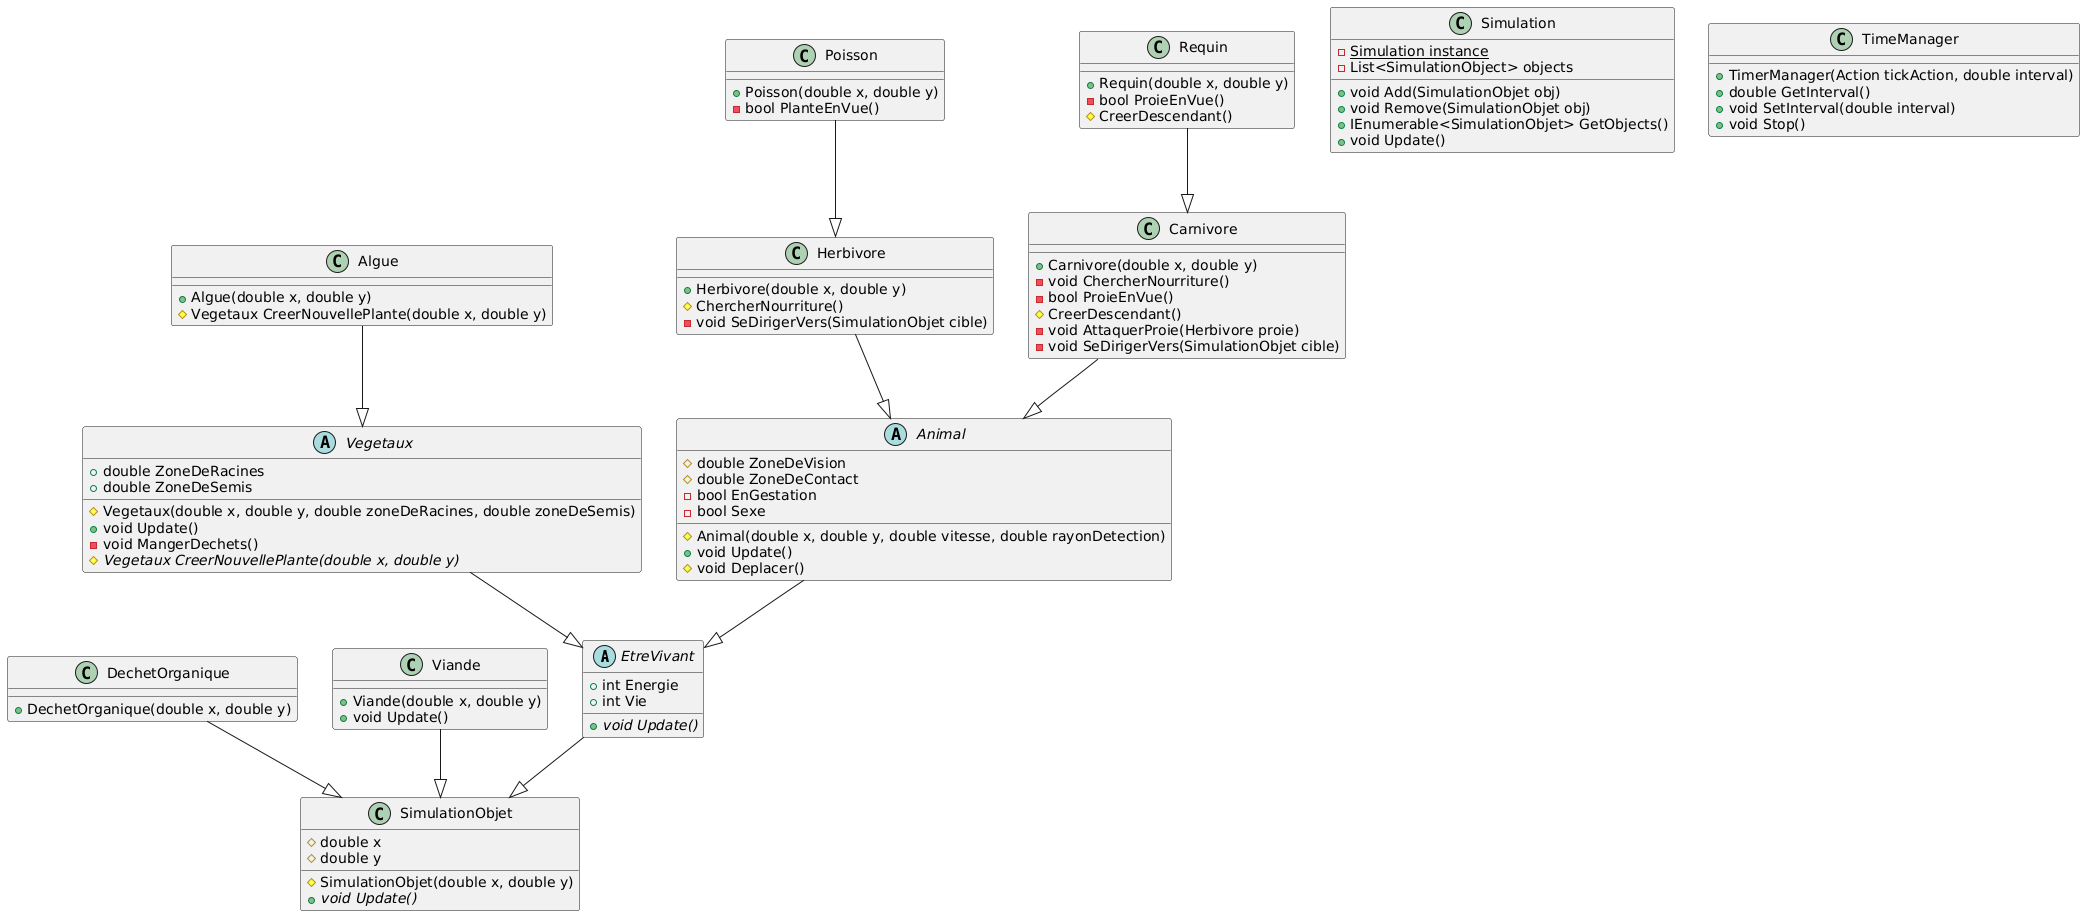 C Poisson
Poisson(double x, double y)
bool PlanteEnVue()
C Requin
Requin(double x, double y)
bool ProieEnVue()
CreerDescendant()
C Simulation
Simulation instance
List<SimulationObject> objects
void Add(SimulationObjet obj)
void Remove(SimulationObjet obj)
IEnumerable<SimulationObjet> GetObjects()
void Update()
C TimeManager
TimerManager(Action tickAction, double interval)
double GetInterval()
void SetInterval(double interval)
void Stop()
C Algue
Algue(double x, double y)
Vegetaux CreerNouvellePlante(double x, double y)
C Herbivore
Herbivore(double x, double y)
ChercherNourriture()
void SeDirigerVers(SimulationObjet cible)
C Carnivore
Carnivore(double x, double y)
void ChercherNourriture()
bool ProieEnVue()
CreerDescendant()
void AttaquerProie(Herbivore proie)
void SeDirigerVers(SimulationObjet cible)
A Vegetaux
double ZoneDeRacines
double ZoneDeSemis
Vegetaux(double x, double y, double zoneDeRacines, double zoneDeSemis)
void Update()
void MangerDechets()
Vegetaux CreerNouvellePlante(double x, double y)
A Animal
double ZoneDeVision
double ZoneDeContact
bool EnGestation
bool Sexe
Animal(double x, double y, double vitesse, double rayonDetection)
void Update()
void Deplacer()
C DechetOrganique
DechetOrganique(double x, double y)
C Viande
Viande(double x, double y)
void Update()
A EtreVivant
int Energie
int Vie
void Update()
C SimulationObjet
double x
double y
SimulationObjet(double x, double y)
void Update()